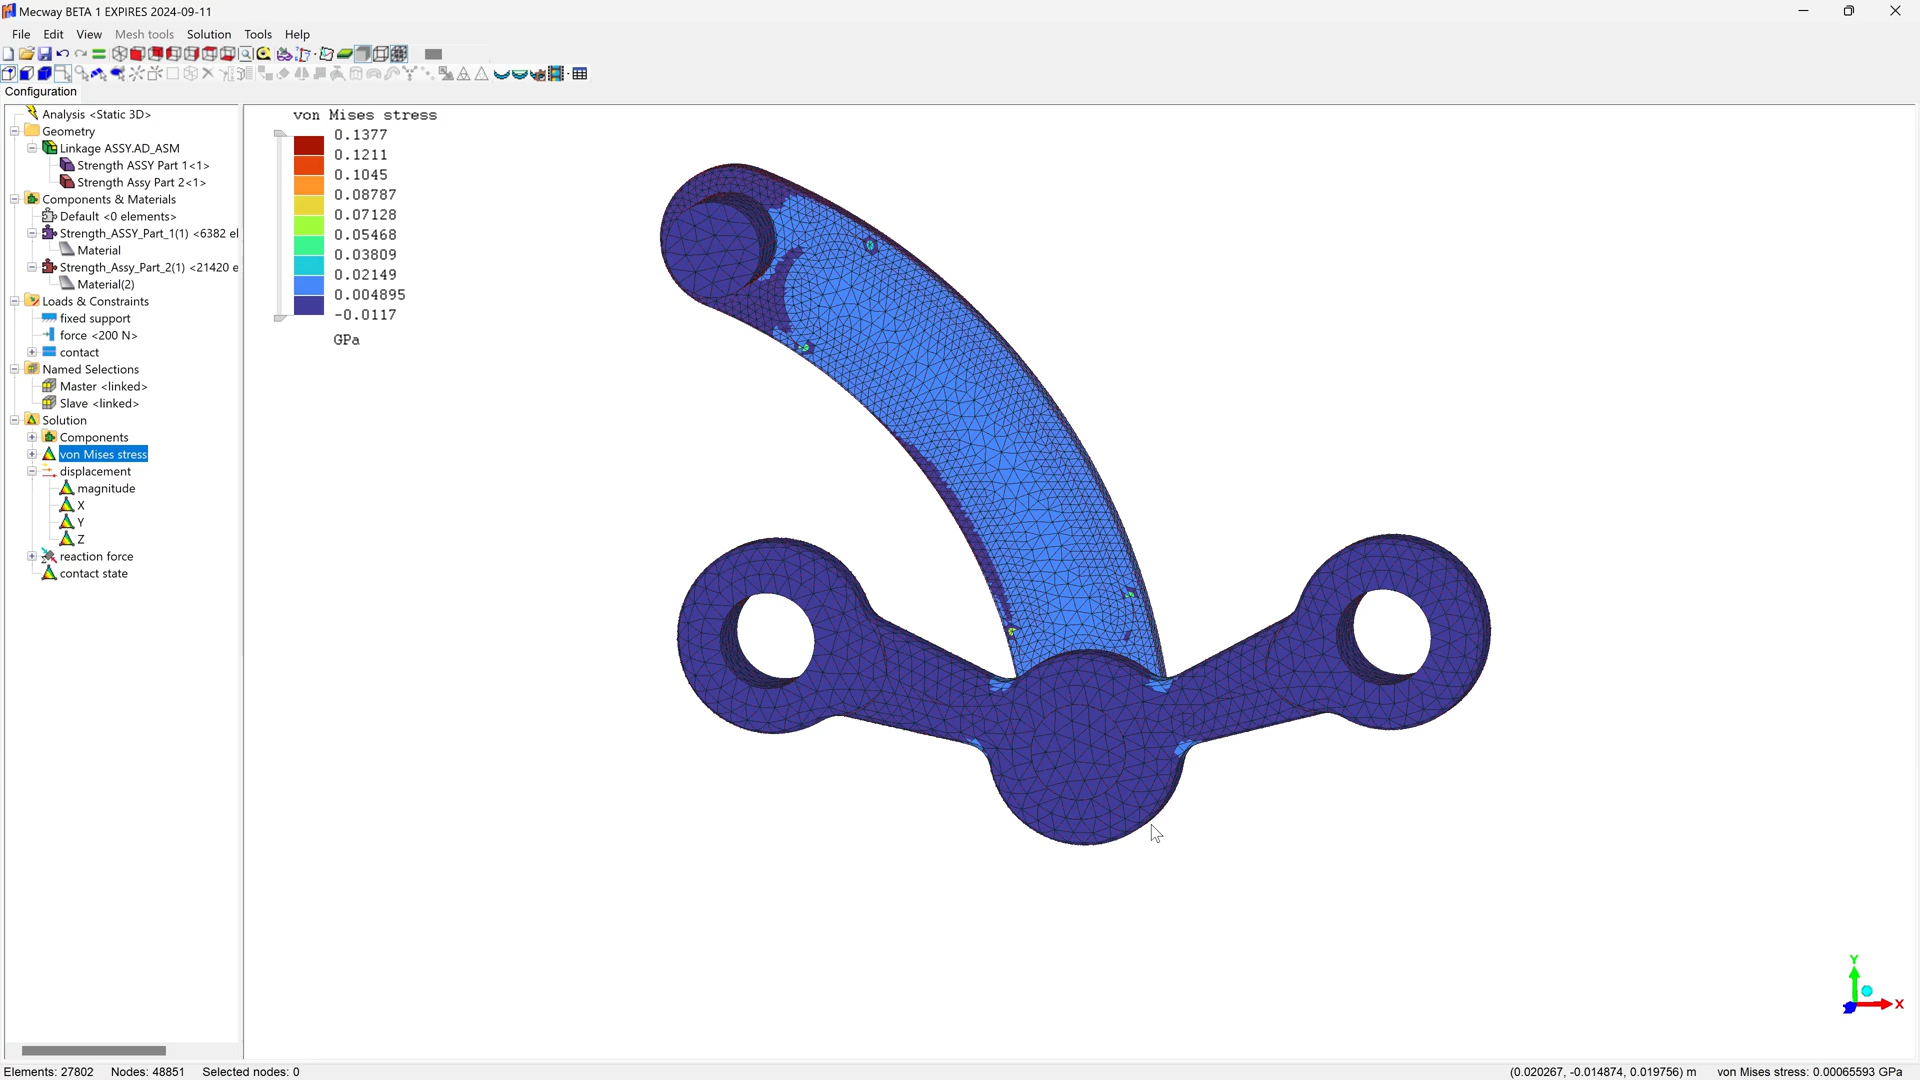 Mecway BETA 1 EXPIRES 2024-09-11
File Edit View Mesh tools Solution Tools Help
Configuration
Analysis <Static 3D>
Geometry
Linkage ASSY.AD_ASM
Strength ASSY Part 1<1>
Strength Assy Part 2<1>
Components & Materials
Default <0 elements>
Strength_ASSY_Part_1(1) <6382 el
Material
Strength_Assy_Part_2(1) <21420 e
Material(2)
Loads & Constraints
fixed support
force <200 N>
contact
Named Selections
Master <linked>
Slave <linked>
Solution
Components
von Mises stress
displacement
magnitude
X
Y
Z
reaction force
contact state
von Mises stress
0.1377
0.1211
0.1045
0.08787
0.07128
0.05468
0.03809
0.02149
0.004895
-0.0117
GPa
Y
X
Elements: 27802 Nodes: 48851 Selected nodes: 0
(0.020267, -0.014874, 0.019756) m von Mises stress: 0.00065593 GPa